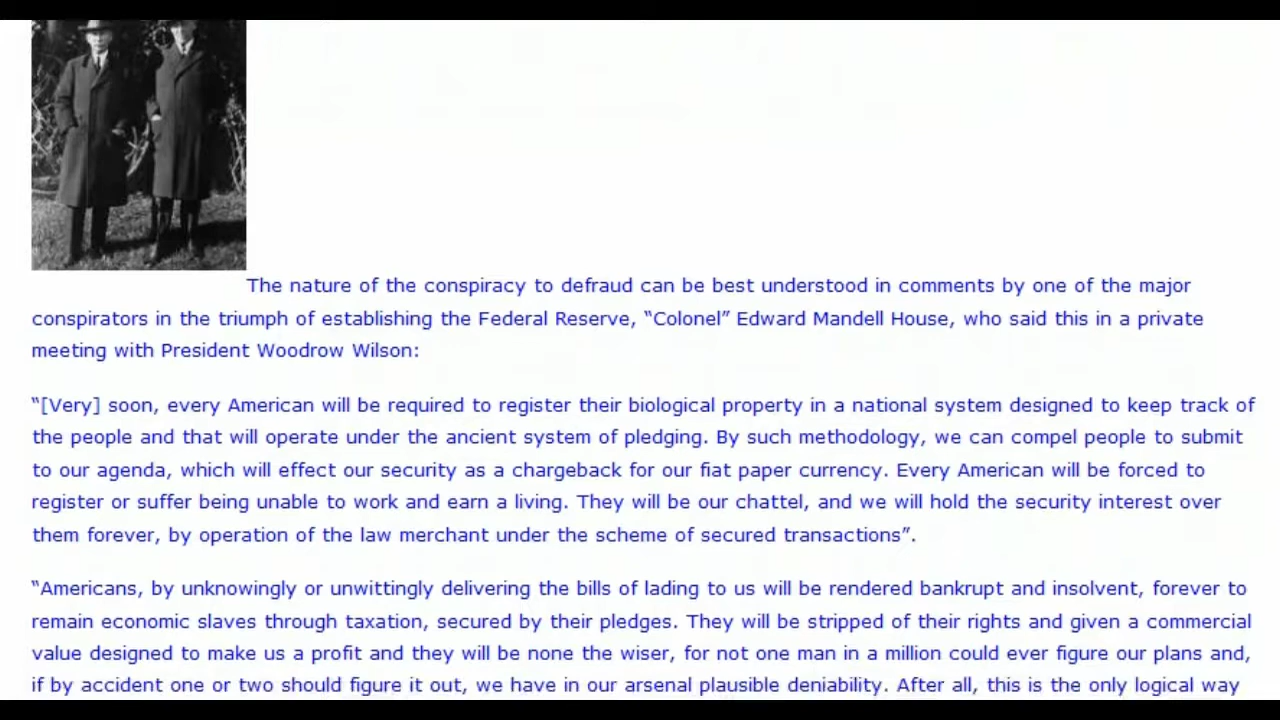 The nature of the conspiracy to defraud can be best understood in comments by one of the major
conspirators in the triumph of establishing the Federal Reserve, “Colonel” Edward Mandell House, who said this in a private
meeting with President Woodrow Wilson:
“[Very] soon, every American will be required to register their biological property in a national system designed to keep track of
the people and that will operate under the ancient system of pledging. By such methodology, we can compel people to submit
to our agenda, which will effect our security as a chargeback for our fiat paper currency. Every American will be forced to
register or suffer being unable to work and earn a living. They will be our chattel, and we will hold the security interest over
them forever, by operation of the law merchant under the scheme of secured transactions”.
“Americans, by unknowingly or unwittingly delivering the bills of lading to us will be rendered bankrupt and insolvent, forever to
remain economic slaves through taxation, secured by their pledges. They will be stripped of their rights and given a commercial
value designed to make us a profit and they will be none the wiser, for not one man in a million could ever figure our plans and,
if by accident one or two should figure it out, we have in our arsenal plausible deniability. After all, this is the only logical way